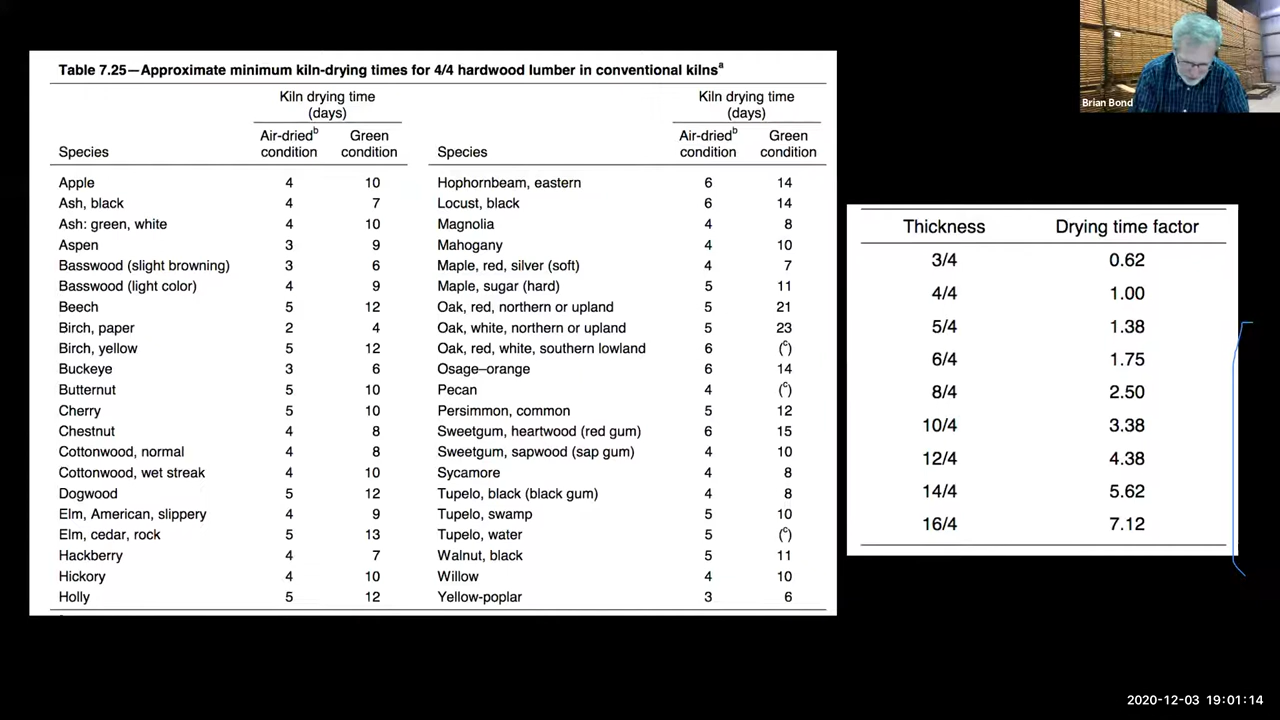 Brian Bond
Table 7.25—Approximate minimum kiln-drying times for 4/4 hardwood lumber in conventional kilnsa
Kiln drying time (days) Kiln drying time (days)
Species Air-driedb condition Green condition Species Air-driedb condition Green condition
Apple 4 10 Hophornbeam, eastern 6 14
Ash, black 4 7 Locust, black 6 14
Ash: green, white 4 10 Magnolia 4 8
Aspen 3 9 Mahogany 4 10
Basswood (slight browning) 3 6 Maple, red, silver (soft) 4 7
Basswood (light color) 4 9 Maple, sugar (hard) 5 11
Beech 5 12 Oak, red, northern or upland 5 21
Birch, paper 2 4 Oak, white, northern or upland 5 23
Birch, yellow 5 12 Oak, red, white, southern lowland 6 (c)
Buckeye 3 6 Osage–orange 6 14
Butternut 5 10 Pecan 4 (c)
Cherry 5 10 Persimmon, common 5 12
Chestnut 4 8 Sweetgum, heartwood (red gum) 6 15
Cottonwood, normal 4 8 Sweetgum, sapwood (sap gum) 4 10
Cottonwood, wet streak 4 10 Sycamore 4 8
Dogwood 5 12 Tupelo, black (black gum) 4 8
Elm, American, slippery 4 9 Tupelo, swamp 5 10
Elm, cedar, rock 5 13 Tupelo, water 5 (c)
Hackberry 4 7 Walnut, black 5 11
Hickory 4 10 Willow 4 10
Holly 5 12 Yellow-poplar 3 6
Thickness Drying time factor
3/4 0.62
4/4 1.00
5/4 1.38
6/4 1.75
8/4 2.50
10/4 3.38
12/4 4.38
14/4 5.62
16/4 7.12
2020-12-03 19:01:14